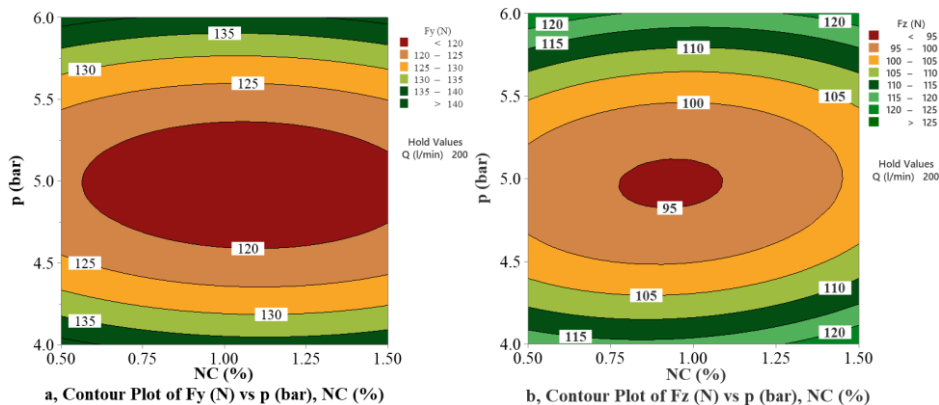 6.0
5.5
5.0
4.5
4.0
p (bar)
135
130
125
120
125
130
135
0.50
0.75
1.00
1.25
1.50
NC (%)
Fy (N)
< 120
120 – 125
125 – 130
130 – 135
135 – 140
> 140
Hold Values
Q (l/min) 200
a, Contour Plot of Fy (N) vs p (bar), NC (%)
6.0
5.5
5.0
4.5
4.0
p (bar)
120
120
115
110
105
100
95
105
110
115
120
0.50
0.75
1.00
1.25
1.50
NC (%)
Fz (N)
< 95
95 – 100
100 – 105
105 – 110
110 – 115
115 – 120
120 – 125
> 125
Hold Values
Q (l/min) 200
b, Contour Plot of Fz (N) vs p (bar), NC (%)